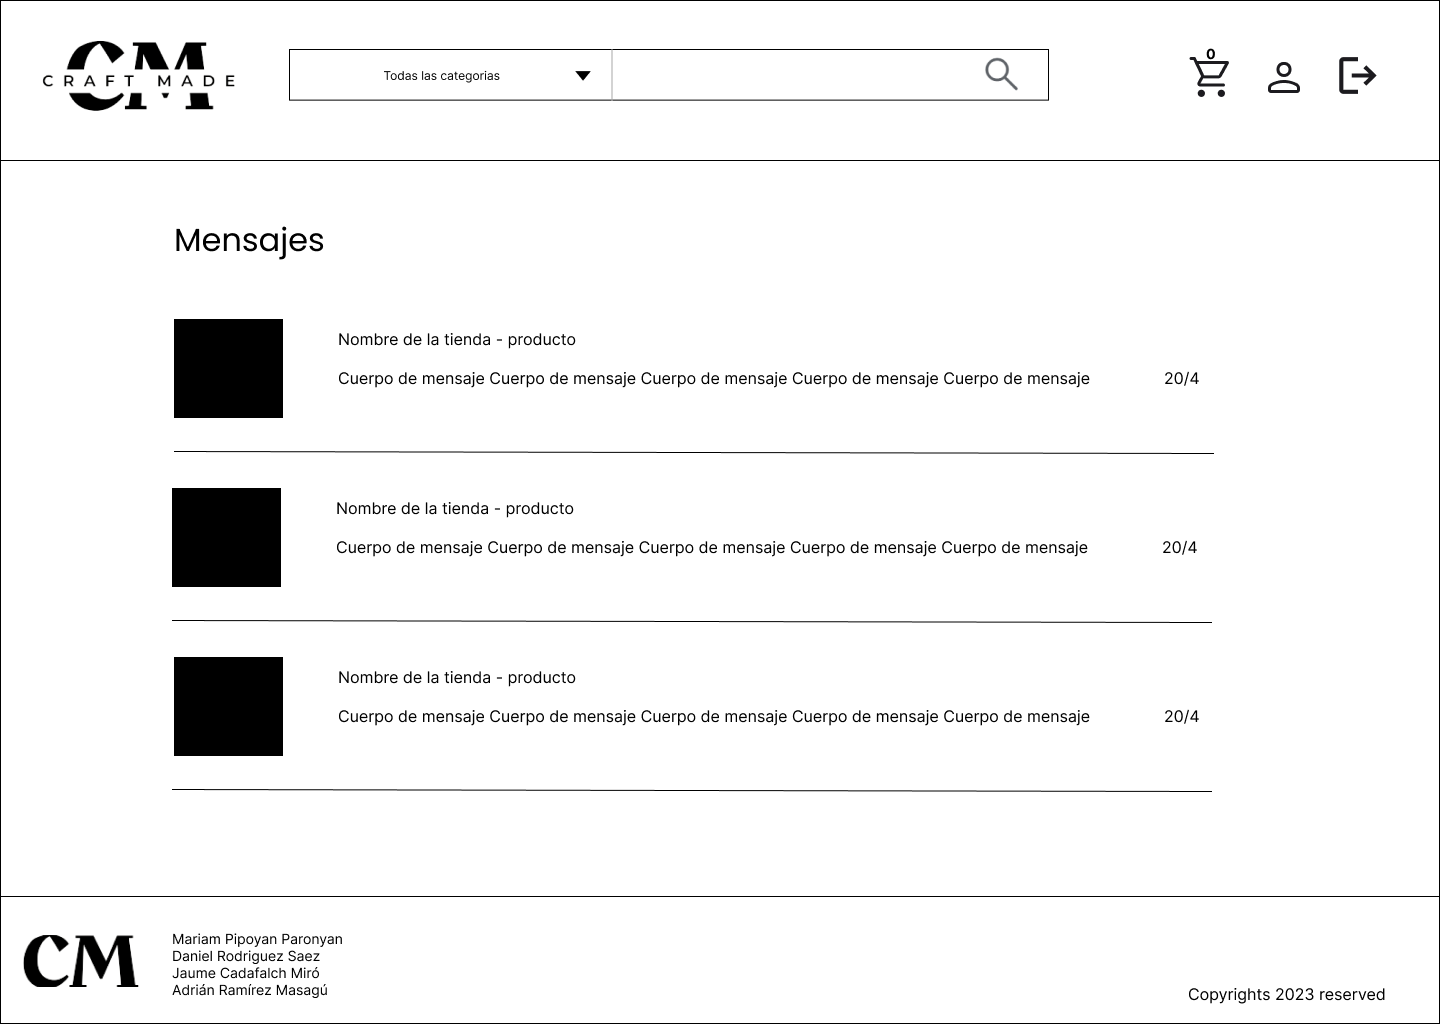 CM
CRAFT MADE
Todas las categorias
0
Mensajes
Nombre de la tienda - producto
Cuerpo de mensaje Cuerpo de mensaje Cuerpo de mensaje Cuerpo de mensaje Cuerpo de mensaje
20/4
Nombre de la tienda - producto
Cuerpo de mensaje Cuerpo de mensaje Cuerpo de mensaje Cuerpo de mensaje Cuerpo de mensaje
20/4
Nombre de la tienda - producto
Cuerpo de mensaje Cuerpo de mensaje Cuerpo de mensaje Cuerpo de mensaje Cuerpo de mensaje
20/4
CM
Mariam Pipoyan Paronyan
Daniel Rodriguez Saez
Jaume Cadafalch Miró
Adrián Ramírez Masagú
Copyrights 2023 reserved